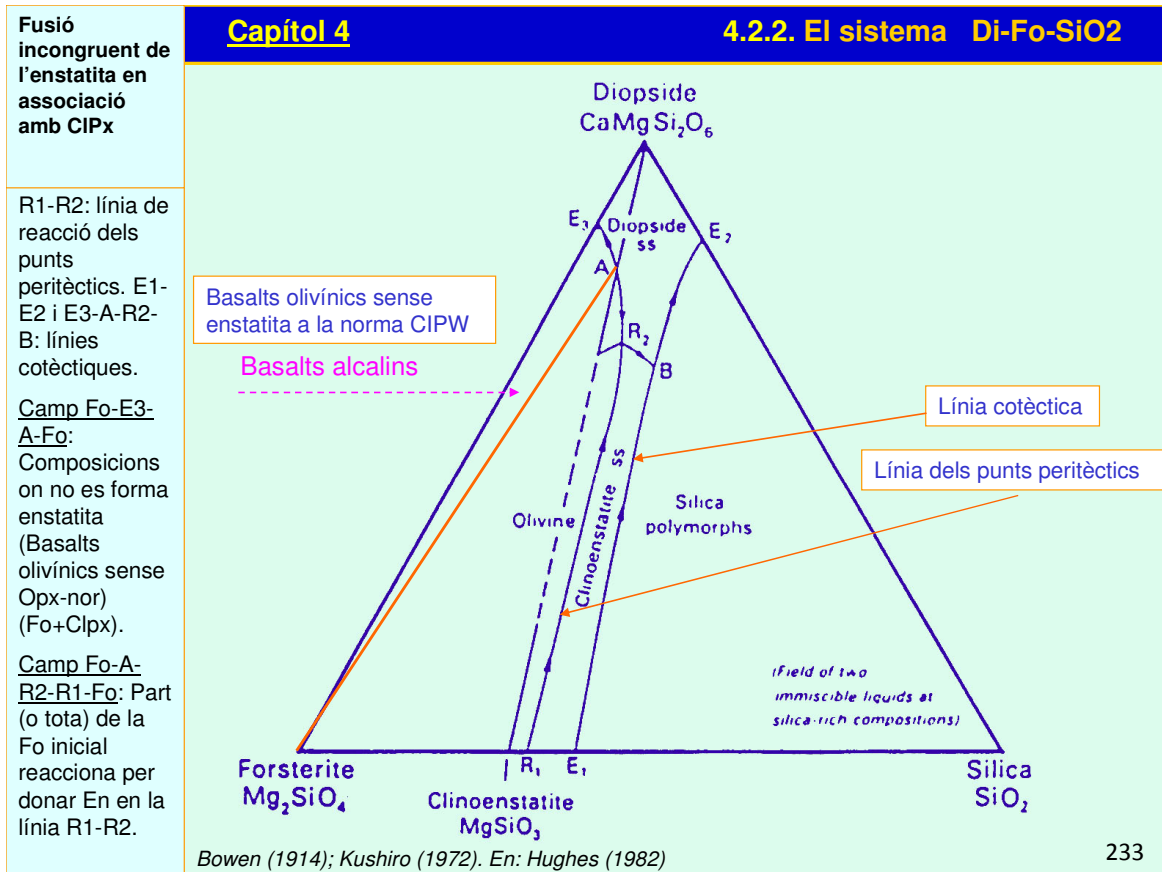 Fusió
incongruent de
l'enstatita en
associació
amb ClPx
R1-R2: línia de
reacció dels
punts
peritèctics. E1-
E2 i E3-A-R2-
B: línies
cotèctiques.
Camp Fo-E3-
A-Fo:
Composicions
on no es forma
enstatita
(Basalts
olivínics sense
Opx-nor)
(Fo+Clpx).
Camp Fo-A-
R2-R1-Fo: Part
(o tota) de la
Fo inicial
reacciona per
donar En en la
línia R1-R2.
Capítol 4
4.2.2. El sistema Di-Fo-SiO2
Diopside
CaMgSi₂O₆
E₃
Diopside
ss
E₂
A
Basalts olivínics sense
enstatita a la norma CIPW
Basalts alcalins
R₂
B
Línia cotèctica
Línia dels punts peritèctics
Olivine
Clinoenstatite ss
Silica
polymorphs
(Field of two
immiscible liquids at
silica-rich compositions)
Forsterite
Mg₂SiO₄
R₁
E₁
Clinoenstatite
MgSiO₃
Silica
SiO₂
Bowen (1914); Kushiro (1972). En: Hughes (1982)
233